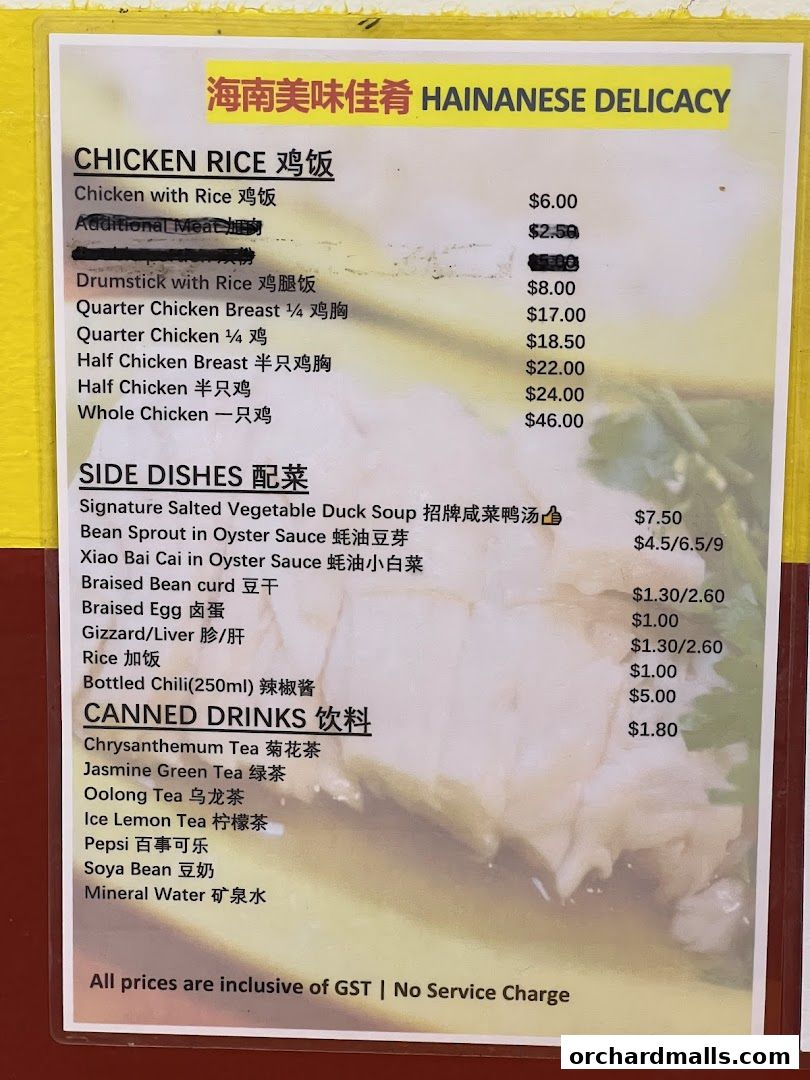 海南美味佳肴 HAINANESE DELICACY
CHICKEN RICE 鸡饭
Chicken with Rice 鸡饭 $6.00
Additional Meat 加肉 $2.50
$5.00
Drumstick with Rice 鸡腿饭 $8.00
Quarter Chicken Breast ¼ 鸡胸 $17.00
Quarter Chicken ¼ 鸡 $18.50
Half Chicken Breast 半只鸡胸 $22.00
Half Chicken 半只鸡 $24.00
Whole Chicken 一只鸡 $46.00
SIDE DISHES 配菜
Signature Salted Vegetable Duck Soup 招牌咸菜鸭汤👍 $7.50
Bean Sprout in Oyster Sauce 蚝油豆芽 $4.5/6.5/9
Xiao Bai Cai in Oyster Sauce 蚝油小白菜
Braised Bean curd 豆干 $1.30/2.60
Braised Egg 卤蛋 $1.00
Gizzard/Liver 胗/肝 $1.30/2.60
Rice 加饭 $1.00
Bottled Chili(250ml) 辣椒酱 $5.00
CANNED DRINKS 饮料 $1.80
Chrysanthemum Tea 菊花茶
Jasmine Green Tea 绿茶
Oolong Tea 乌龙茶
Ice Lemon Tea 柠檬茶
Pepsi 百事可乐
Soya Bean 豆奶
Mineral Water 矿泉水
All prices are inclusive of GST | No Service Charge
orchardmalls.com